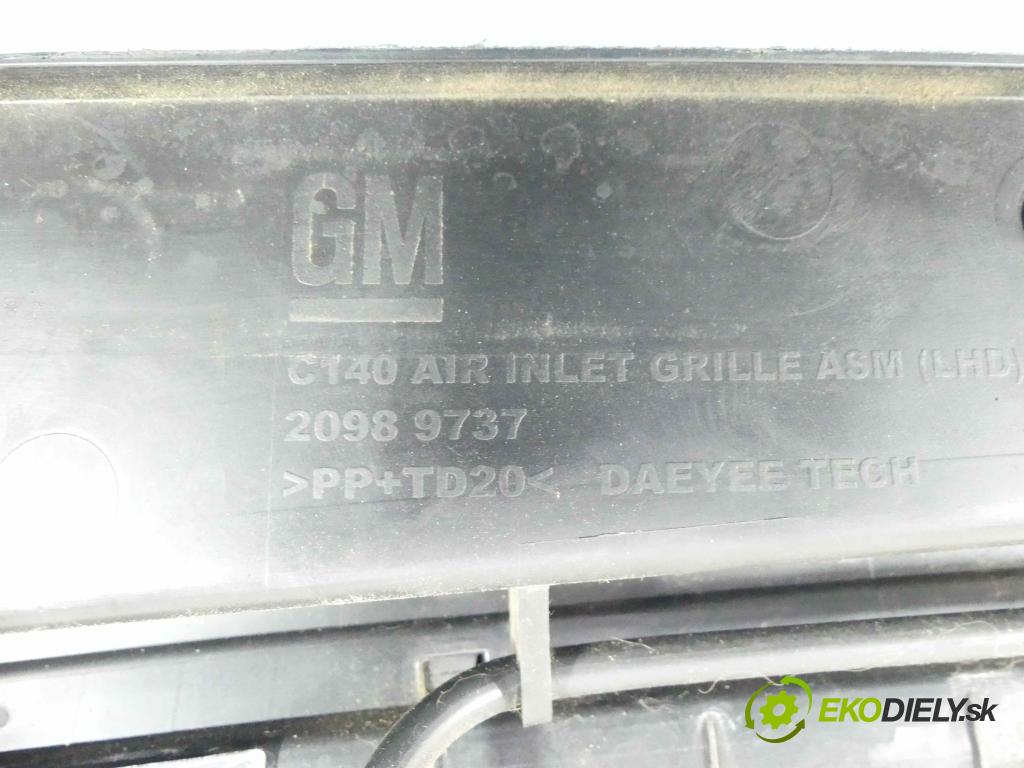 GM
C140 AIR INLET GRILLE ASM (LHD)
2098 9737
>PP+TD20< DAEYEE TECH
EKODIELY.sk